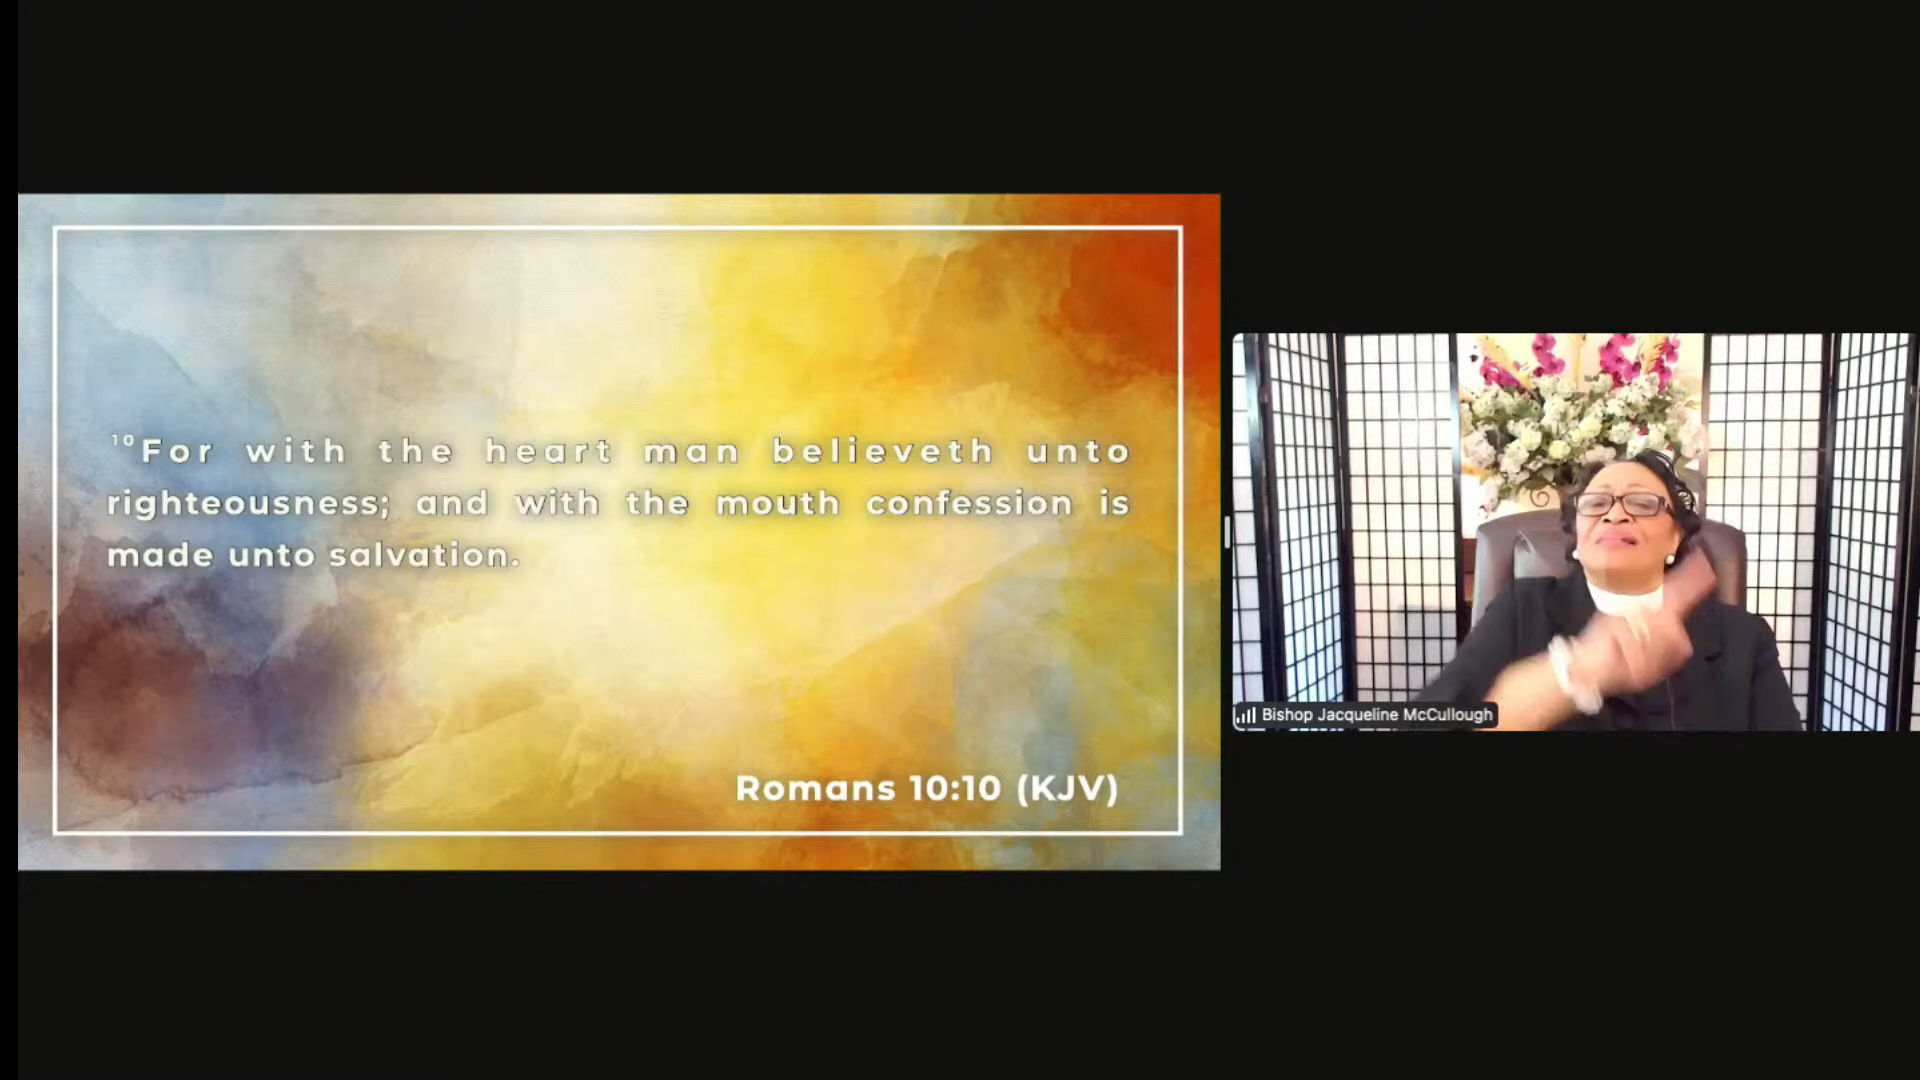 ¹⁰For with the heart man believeth unto
righteousness; and with the mouth confession is
made unto salvation.
Romans 10:10 (KJV)
Bishop Jacqueline McCullough